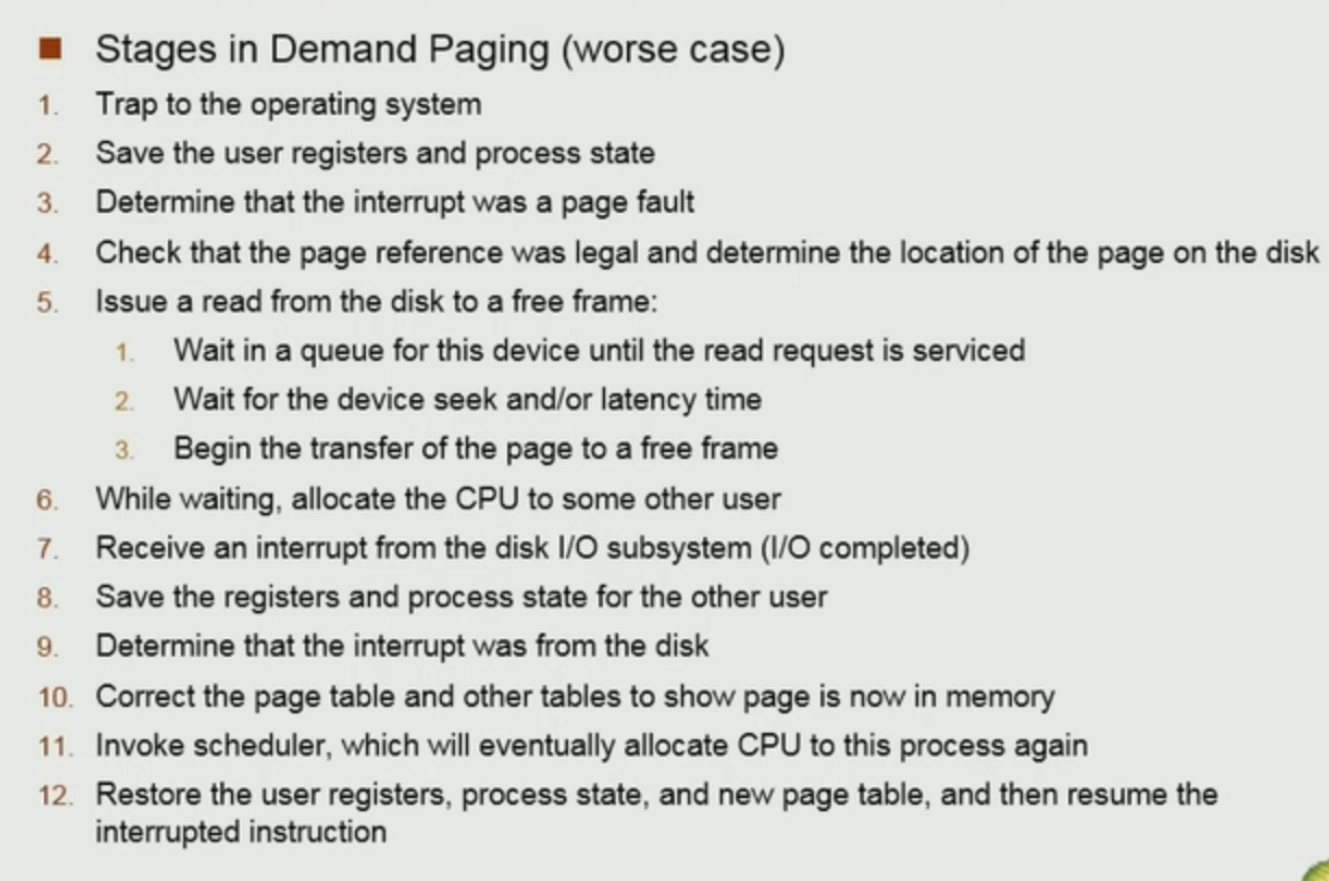 Stages in Demand Paging (worse case)
1. Trap to the operating system
2. Save the user registers and process state
3. Determine that the interrupt was a page fault
4. Check that the page reference was legal and determine the location of the page on the disk
5. Issue a read from the disk to a free frame:
1. Wait in a queue for this device until the read request is serviced
2. Wait for the device seek and/or latency time
3. Begin the transfer of the page to a free frame
6. While waiting, allocate the CPU to some other user
7. Receive an interrupt from the disk I/O subsystem (I/O completed)
8. Save the registers and process state for the other user
9. Determine that the interrupt was from the disk
10. Correct the page table and other tables to show page is now in memory
11. Invoke scheduler, which will eventually allocate CPU to this process again
12. Restore the user registers, process state, and new page table, and then resume the
interrupted instruction